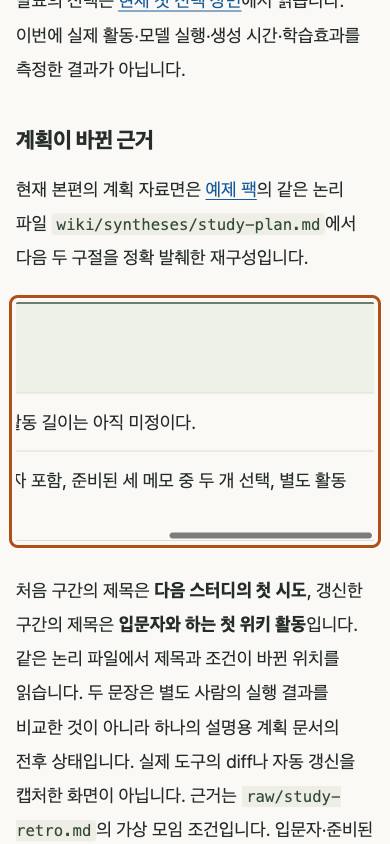 발표의 선택은 현재 첫 선택 장면에서 읽습니다.
이번에 실제 활동·모델 실행·생성 시간·학습효과를
측정한 결과가 아닙니다.
계획이 바뀐 근거
현재 본편의 계획 자료면은 예제 팩의 같은 논리
파일 wiki/syntheses/study-plan.md 에서
다음 두 구절을 정확 발췌한 재구성입니다.
활동 길이는 아직 미정이다.
자 포함, 준비된 세 메모 중 두 개 선택, 별도 활동
처음 구간의 제목은 다음 스터디의 첫 시도, 갱신한
구간의 제목은 입문자와 하는 첫 위키 활동입니다.
같은 논리 파일에서 제목과 조건이 바뀐 위치를
읽습니다. 두 문장은 별도 사람의 실행 결과를
비교한 것이 아니라 하나의 설명용 계획 문서의
전후 상태입니다. 실제 도구의 diff나 자동 갱신을
캡처한 화면이 아닙니다. 근거는 raw/study-
retro.md 의 가상 모임 조건입니다. 입문자·준비된